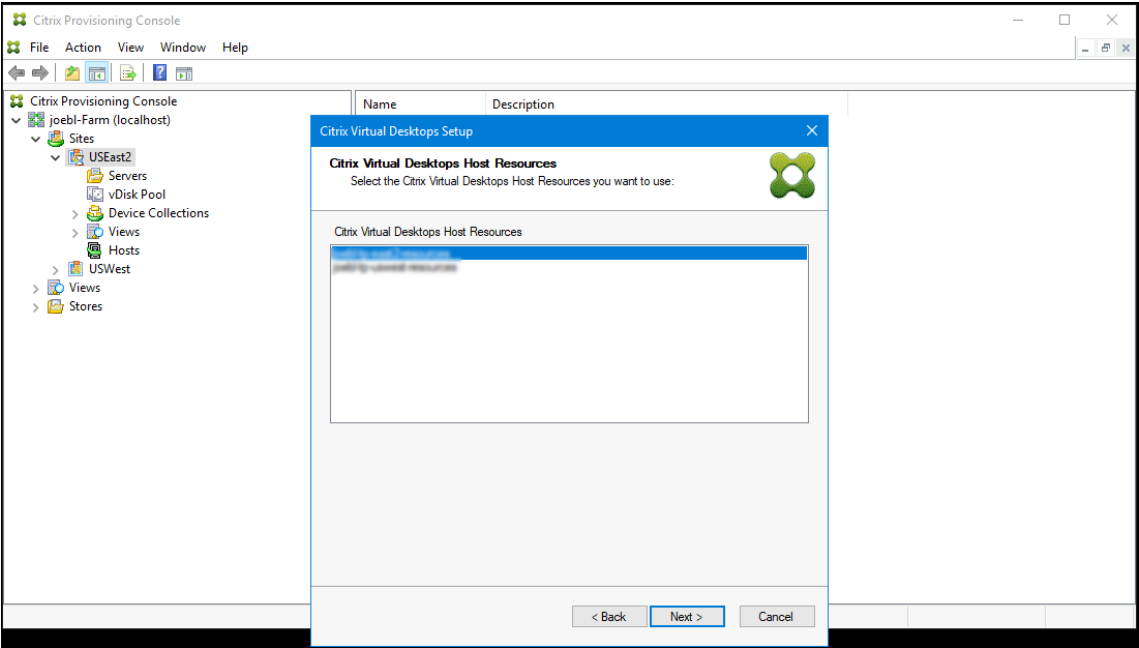 Citrix Provisioning Console
File Action View Window Help
Citrix Provisioning Console
joebl-Farm (localhost)
Sites
USEast2
Servers
vDisk Pool
Device Collections
Views
Hosts
USWest
Views
Stores
Name Description
Citrix Virtual Desktops Setup
Citrix Virtual Desktops Host Resources
Select the Citrix Virtual Desktops Host Resources you want to use:
Citrix Virtual Desktops Host Resources
< Back Next > Cancel